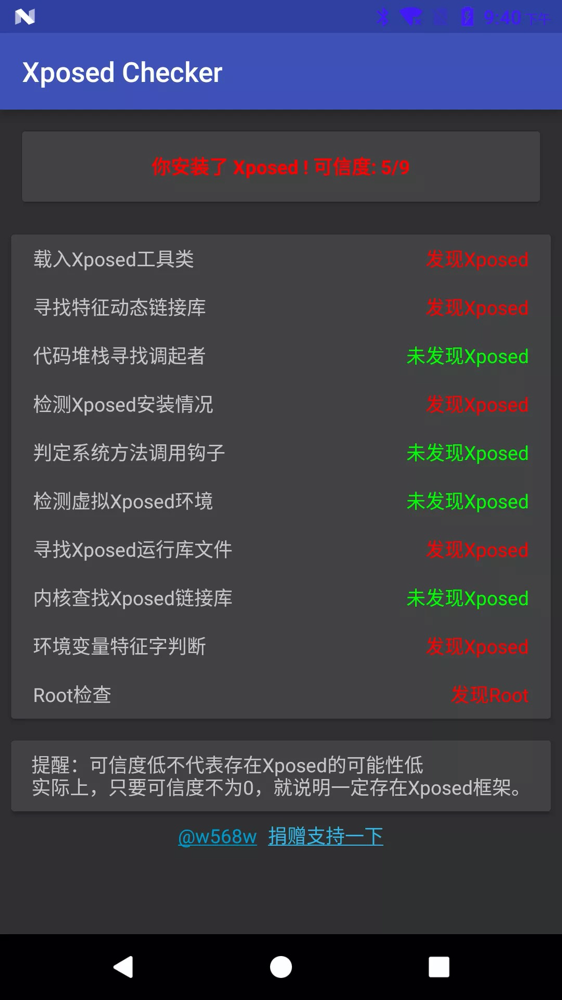 9:40 下午
Xposed Checker
你安装了 Xposed ! 可信度: 5/9
载入Xposed工具类 发现Xposed
寻找特征动态链接库 发现Xposed
代码堆栈寻找调起者 未发现Xposed
检测Xposed安装情况 发现Xposed
判定系统方法调用钩子 未发现Xposed
检测虚拟Xposed环境 未发现Xposed
寻找Xposed运行库文件 发现Xposed
内核查找Xposed链接库 未发现Xposed
环境变量特征字判断 发现Xposed
Root检查 发现Root
提醒：可信度低不代表存在Xposed的可能性低
实际上，只要可信度不为0，就说明一定存在Xposed框架。
@w568w 捐赠支持一下